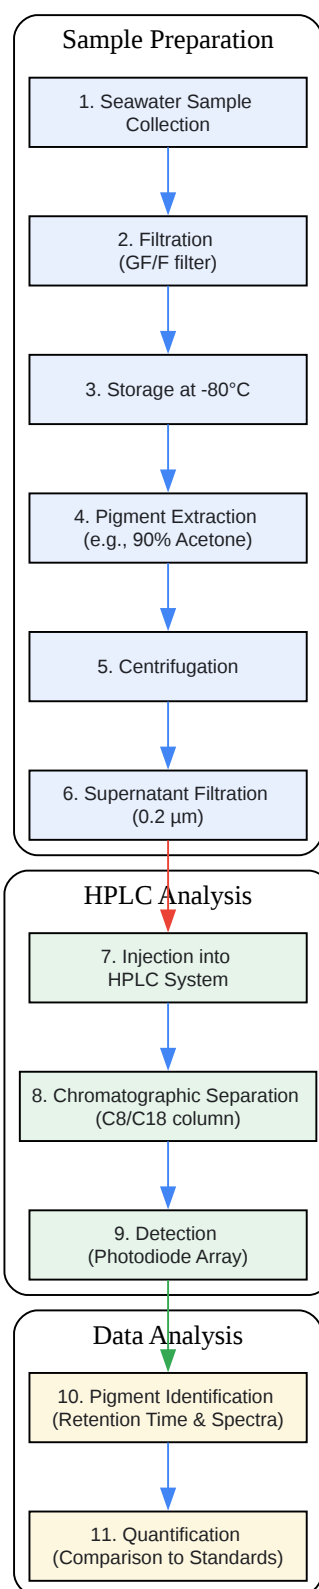 Sample Preparation
1. Seawater Sample
Collection
2. Filtration
(GF/F filter)
3. Storage at -80°C
4. Pigment Extraction
(e.g., 90% Acetone)
5. Centrifugation
6. Supernatant Filtration
(0.2 µm)
HPLC Analysis
7. Injection into
HPLC System
8. Chromatographic Separation
(C8/C18 column)
9. Detection
(Photodiode Array)
Data Analysis
10. Pigment Identification
(Retention Time & Spectra)
11. Quantification
(Comparison to Standards)